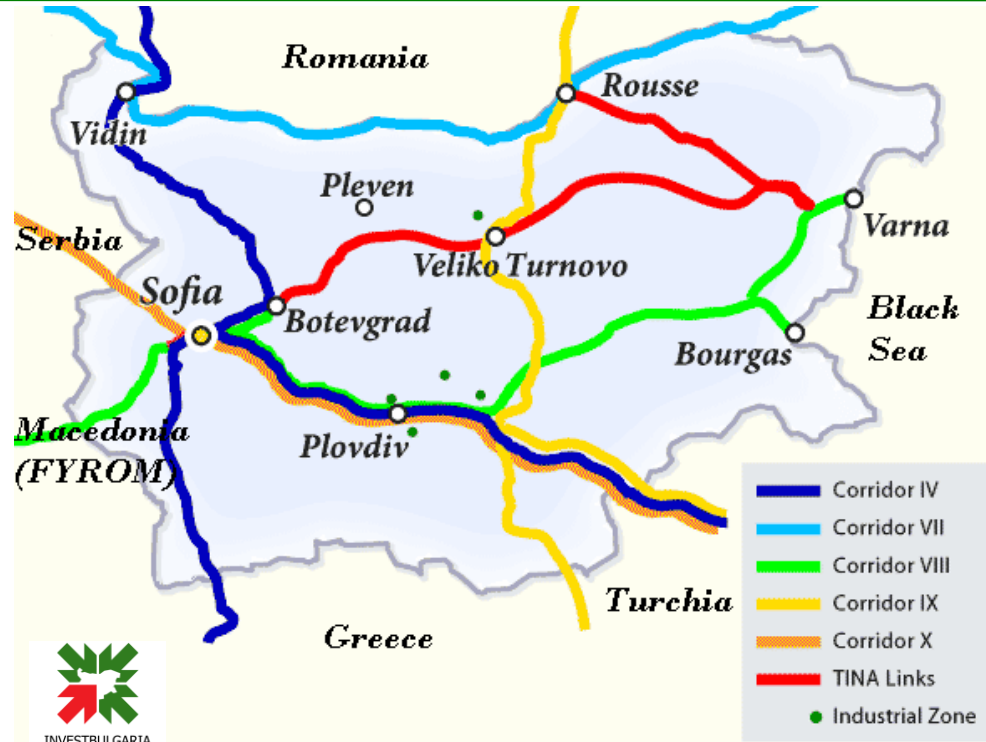 Romania
Rousse
Vidin
Pleven
Varna
Serbia
Veliko Turnovo
Sofia
Botevgrad
Black
Sea
Bourgas
Macedonia
(FYROM)
Plovdiv
Corridor IV
Corridor VII
Corridor VIII
Corridor IX
Corridor X
TINA Links
Industrial Zone
Turchia
Greece
INVESTBULGARIA